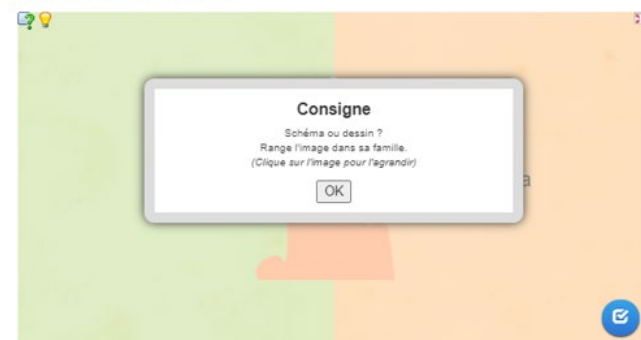 Consigne
Schéma ou dessin ?
Range l'image dans sa famille.
(Clique sur l'image pour l'agrandir)
OK
a